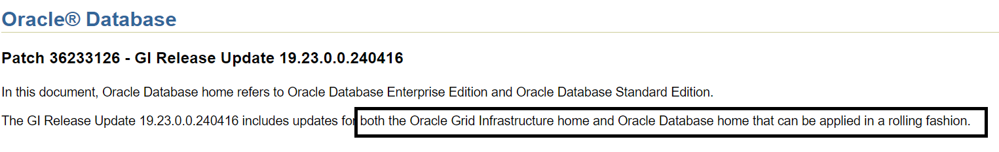 Oracle® Database
Patch 36233126 - GI Release Update 19.23.0.0.240416
In this document, Oracle Database home refers to Oracle Database Enterprise Edition and Oracle Database Standard Edition.
The GI Release Update 19.23.0.0.240416 includes updates for both the Oracle Grid Infrastructure home and Oracle Database home that can be applied in a rolling fashion.